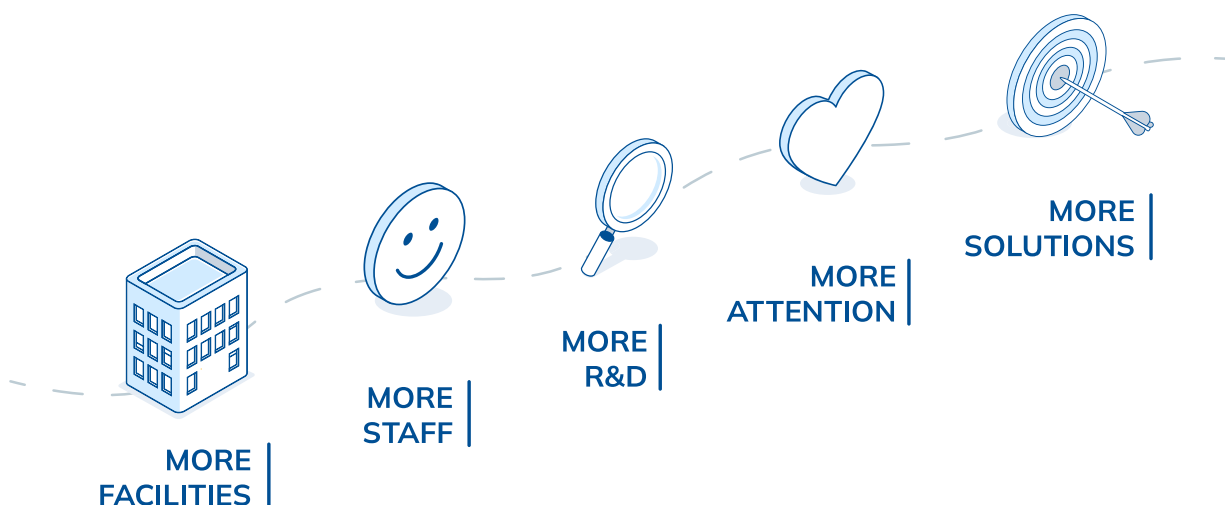 MORE
FACILITIES
MORE
STAFF
MORE
R&D
MORE
ATTENTION
MORE
SOLUTIONS